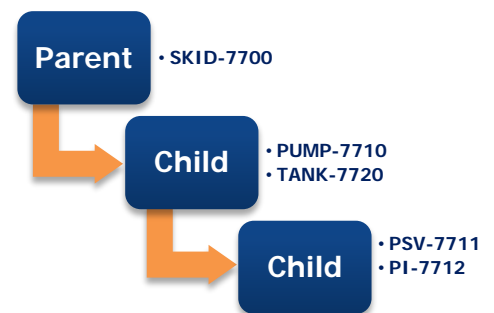 Parent
• SKID-7700
Child
• PUMP-7710
• TANK-7720
Child
• PSV-7711
• PI-7712